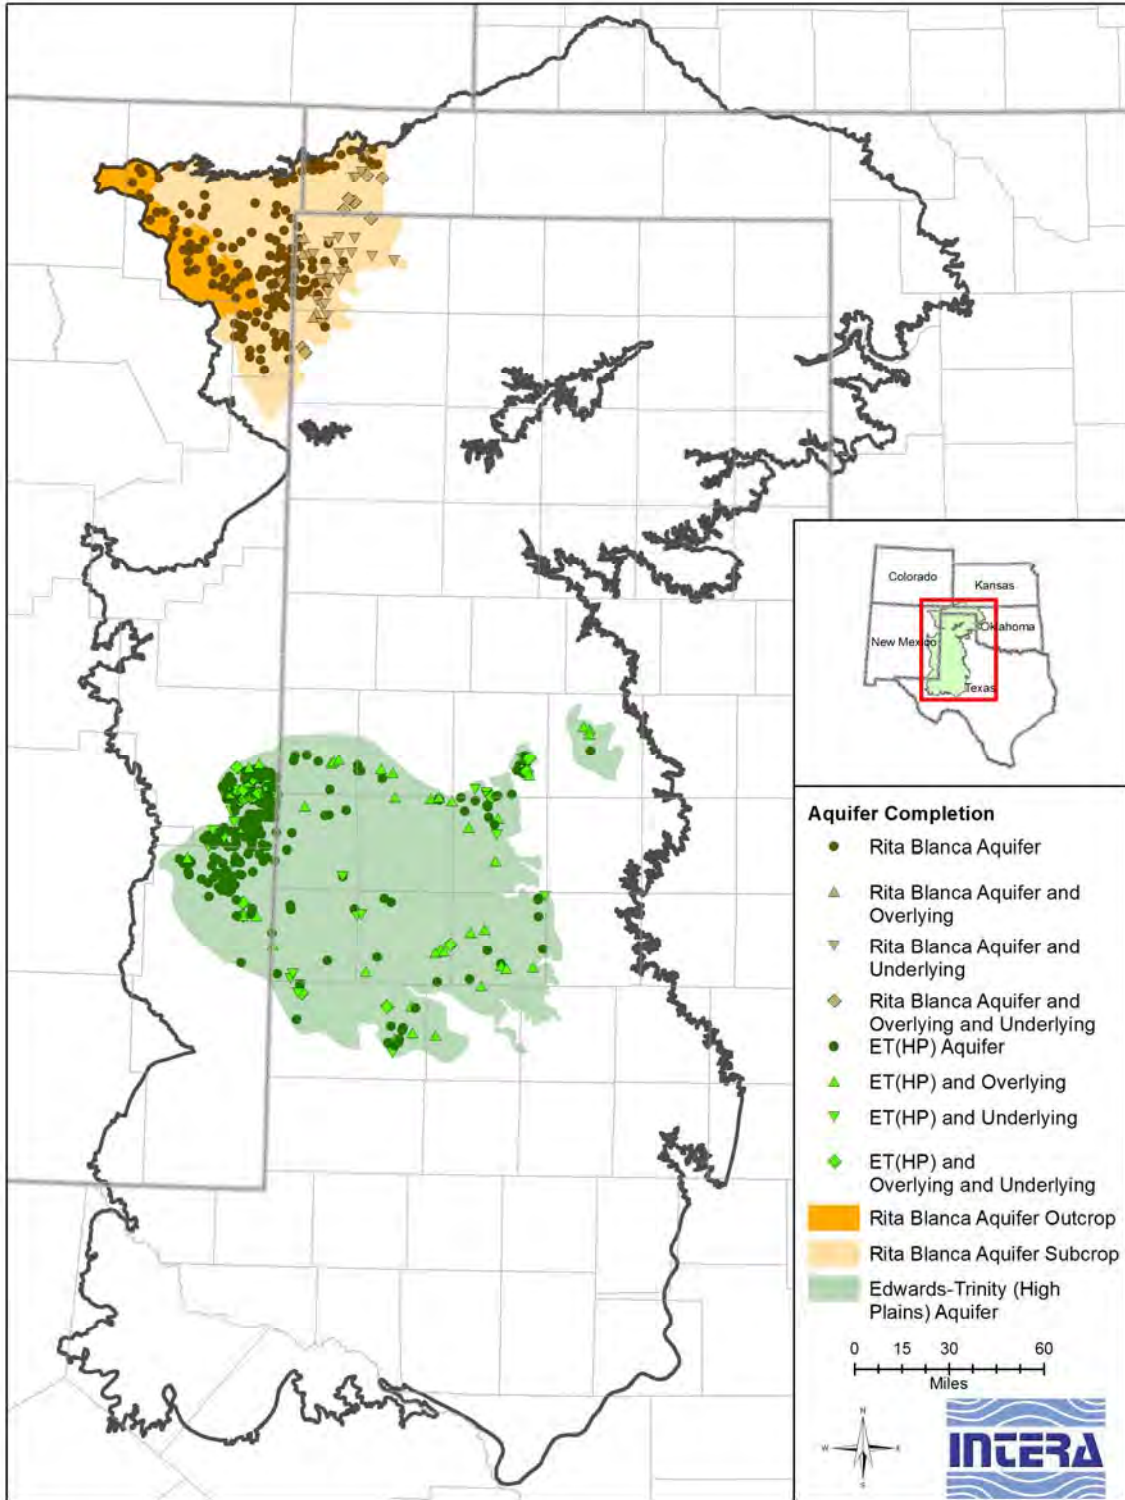 Colorado
Kansas
New Mexico
Oklahoma
Texas
Aquifer Completion
Rita Blanca Aquifer
Rita Blanca Aquifer and
Overlying
Rita Blanca Aquifer and
Underlying
Rita Blanca Aquifer and
Overlying and Underlying
ET(HP) Aquifer
ET(HP) and Overlying
ET(HP) and Underlying
ET(HP) and
Overlying and Underlying
Rita Blanca Aquifer Outcrop
Rita Blanca Aquifer Subcrop
Edwards-Trinity (High
Plains) Aquifer
0 15 30 60
Miles
N
W E
S
INTERA